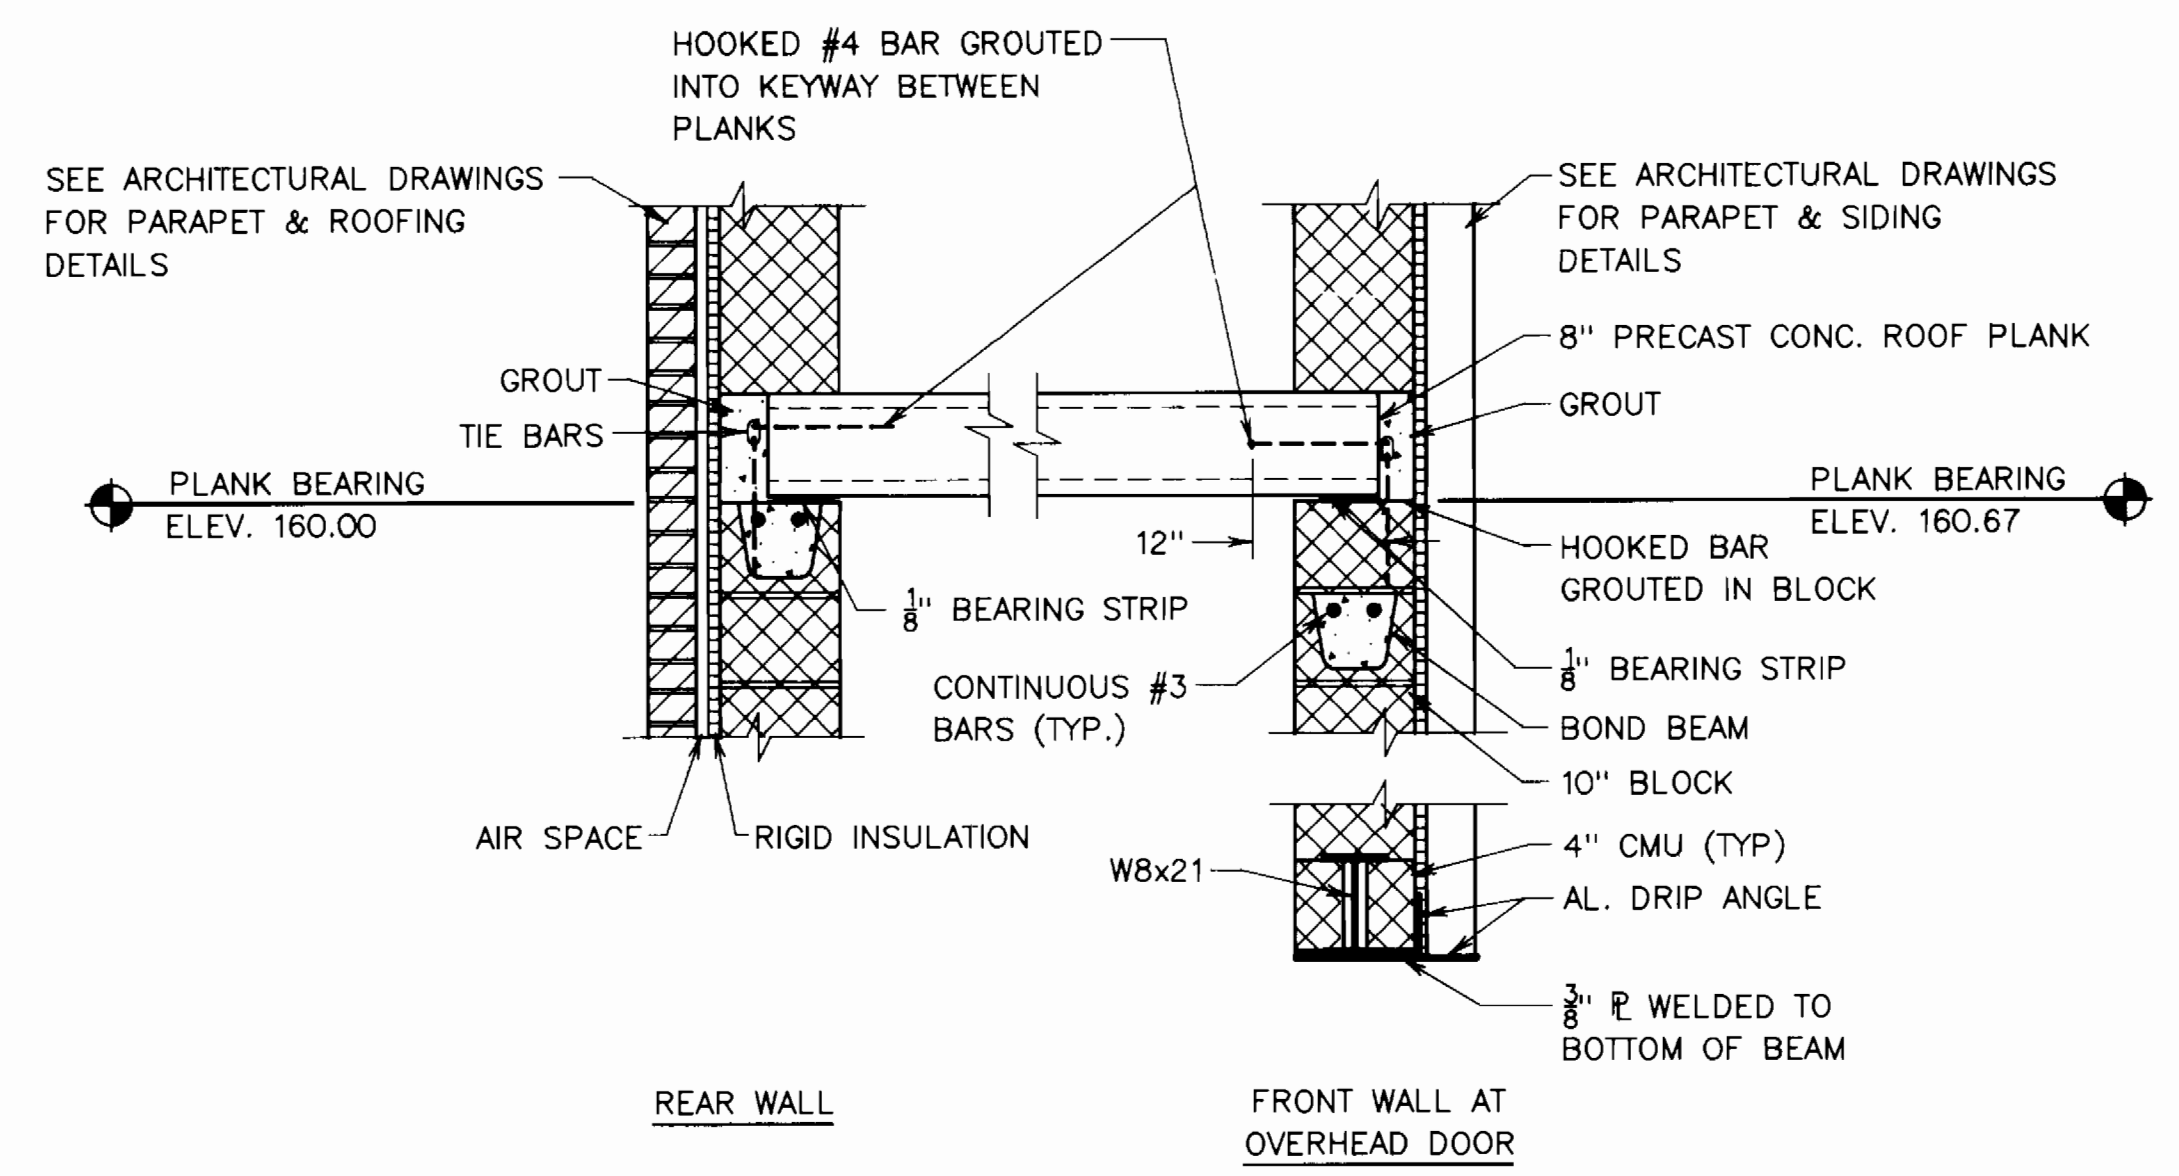 HOOKED #4 BAR GROUTED
INTO KEYWAY BETWEEN
PLANKS
SEE ARCHITECTURAL DRAWINGS
FOR PARAPET & ROOFING
DETAILS
SEE ARCHITECTURAL DRAWINGS
FOR PARAPET & SIDING
DETAILS
8" PRECAST CONC. ROOF PLANK
GROUT
GROUT
TIE BARS
PLANK BEARING
ELEV. 160.00
PLANK BEARING
ELEV. 160.67
12"
HOOKED BAR
GROUTED IN BLOCK
1/8" BEARING STRIP
1/8" BEARING STRIP
CONTINUOUS #3
BARS (TYP.)
BOND BEAM
10" BLOCK
AIR SPACE
RIGID INSULATION
W8x21
4" CMU (TYP)
AL. DRIP ANGLE
3/8" ⅊ WELDED TO
BOTTOM OF BEAM
REAR WALL
FRONT WALL AT
OVERHEAD DOOR